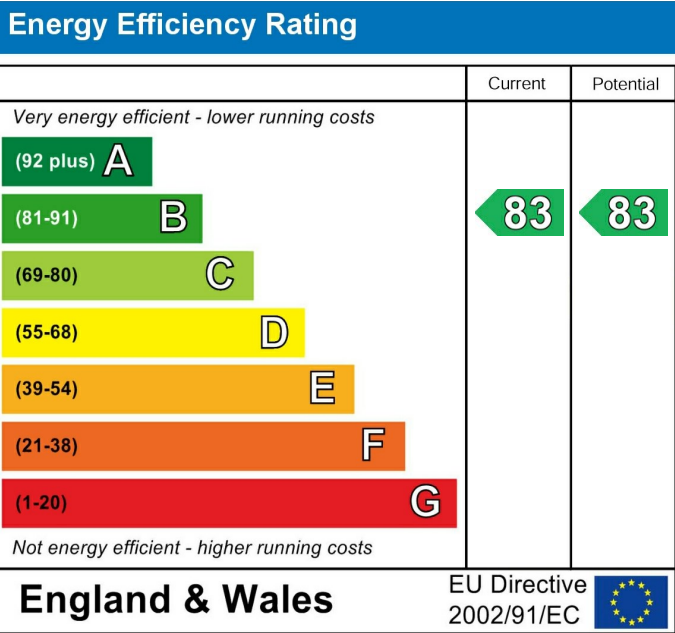 Energy Efficiency Rating
Current Potential
Very energy efficient - lower running costs
(92 plus) A
(81-91) B 83 83
(69-80) C
(55-68) D
(39-54) E
(21-38) F
(1-20) G
Not energy efficient - higher running costs
England & Wales
EU Directive
2002/91/EC